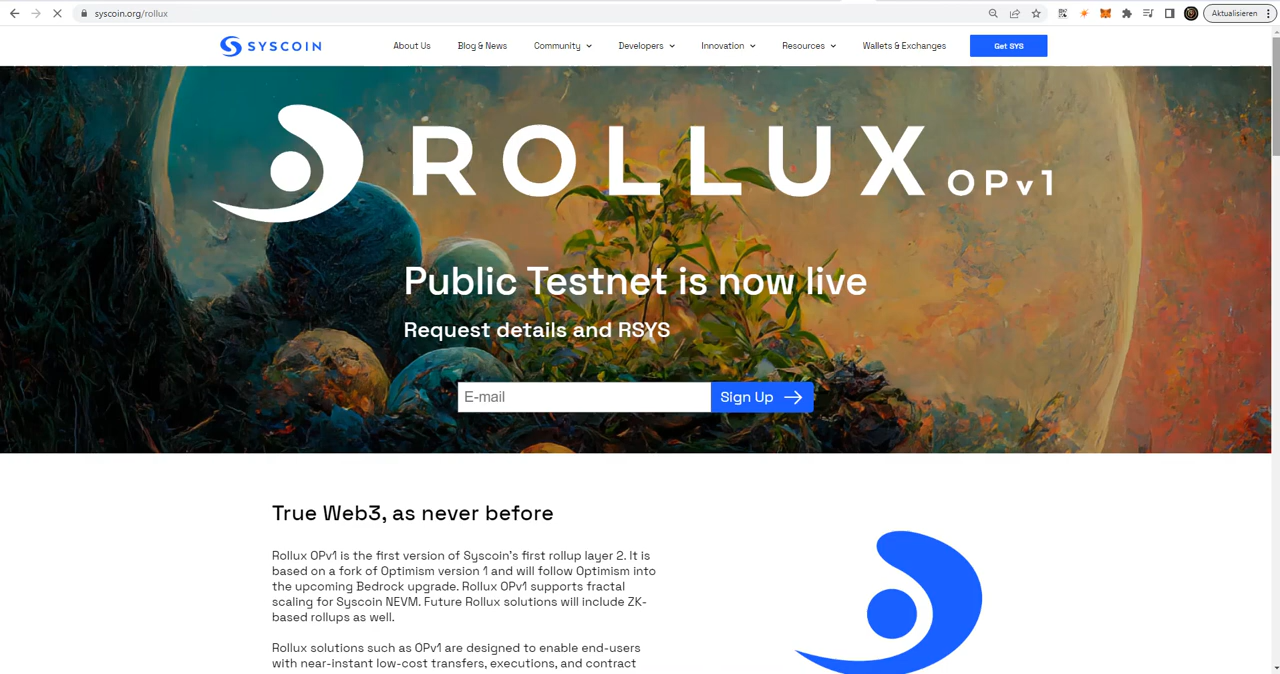 syscoin.org/rollux
Aktualisieren
SYSCOIN
About Us
Blog & News
Community
Developers
Innovation
Resources
Wallets & Exchanges
Get SYS
ROLLUX OPv1
Public Testnet is now live
Request details and RSYS
E-mail
Sign Up
True Web3, as never before
Rollux OPv1 is the first version of Syscoin's first rollup layer 2. It is
based on a fork of Optimism version 1 and will follow Optimism into
the upcoming Bedrock upgrade. Rollux OPv1 supports fractal
scaling for Syscoin NEVM. Future Rollux solutions will include ZK-
based rollups as well.
Rollux solutions such as OPv1 are designed to enable end-users
with near-instant low-cost transfers, executions, and contract